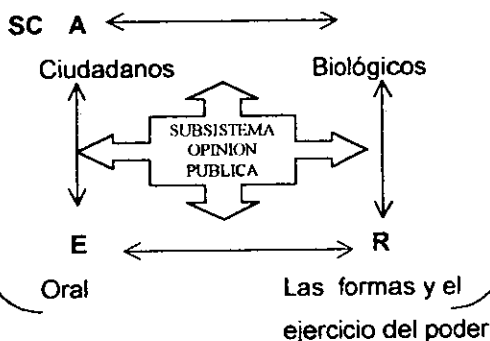 SC A
Ciudadanos Biológicos
SUBSISTEMA
OPINION
PUBLICA
E R
Oral Las formas y el
ejercicio del poder